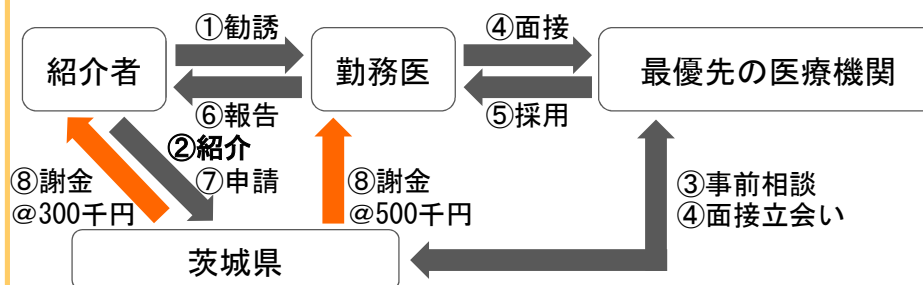 ①勧誘
④面接
紹介者
勤務医
最優先の医療機関
⑥報告
⑤採用
②紹介
⑦申請
⑧謝金
@300千円
⑧謝金
@500千円
③事前相談
④面接立会い
茨城県